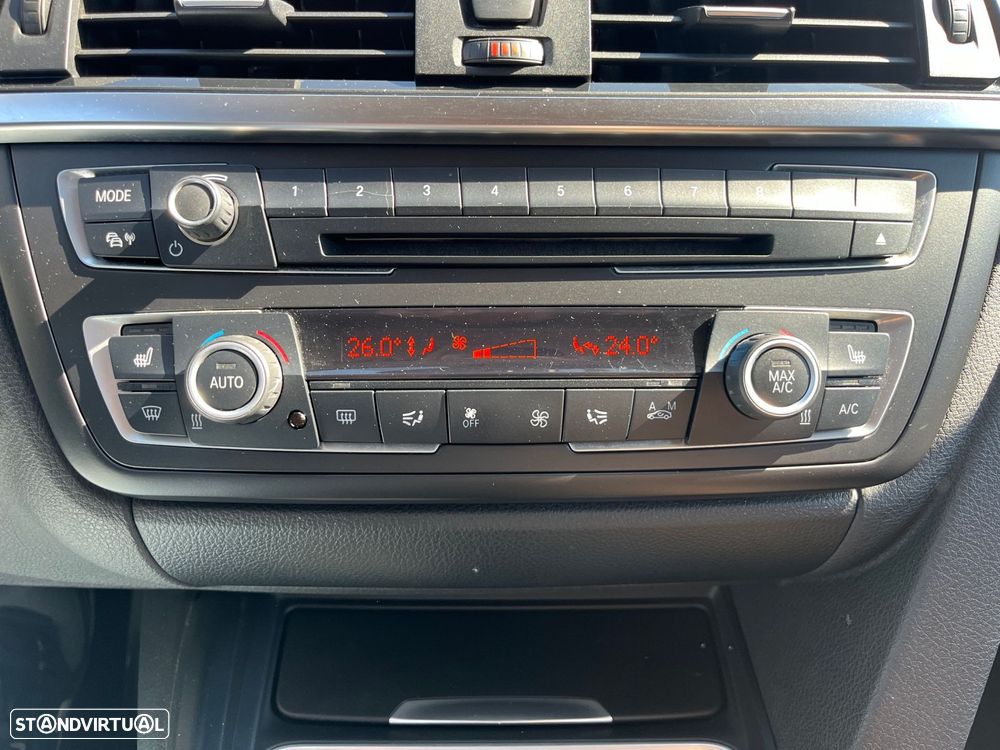 MODE 1 2 3 4 5 6 7 8
26.0° 24.0°
AUTO MAX A/C
OFF A M A/C
STANDVIRTUAL